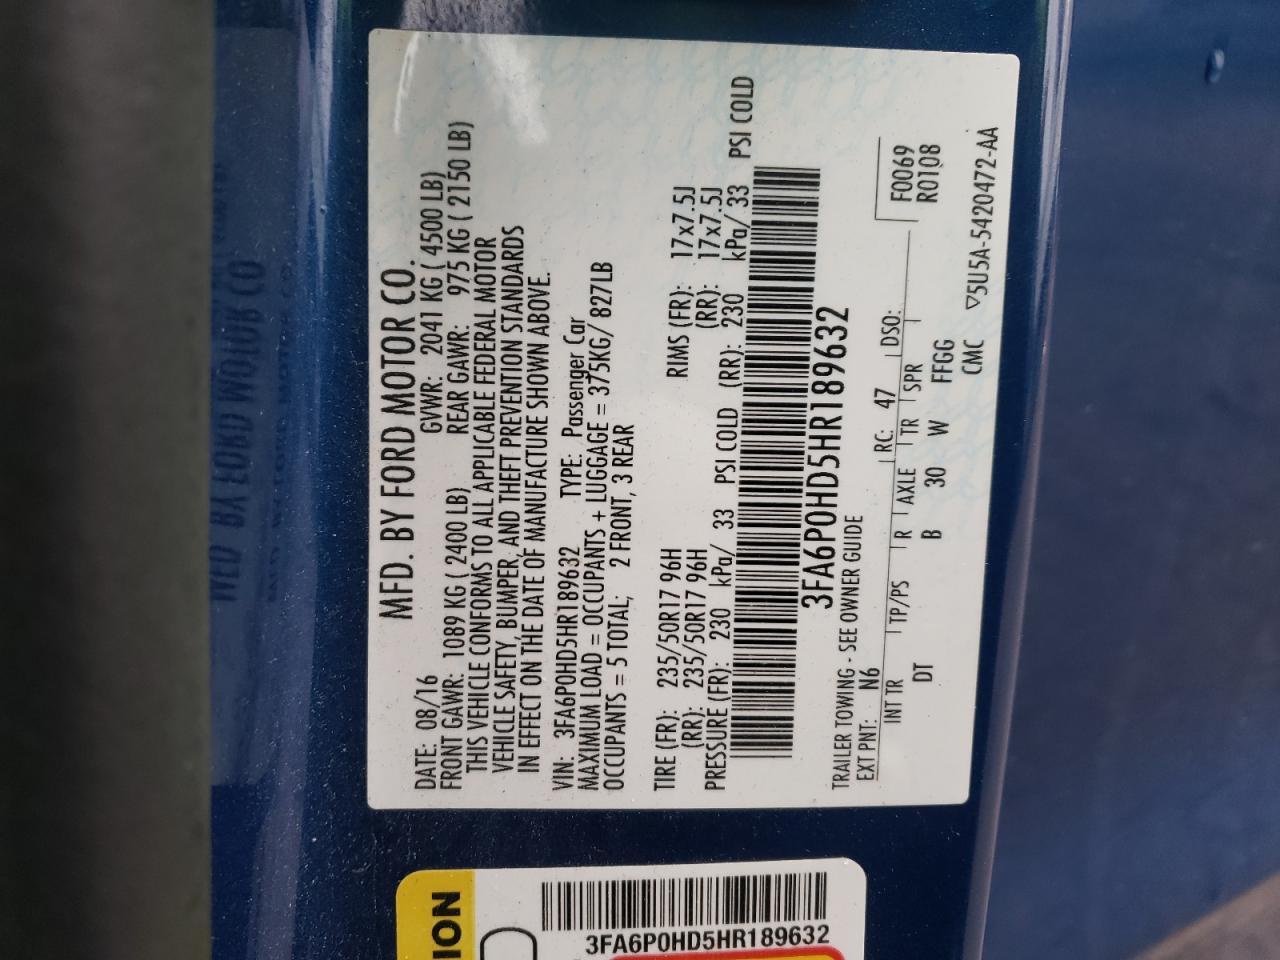 MFD. BY FORD MOTOR CO.
DATE: 08/16 GVWR: 2041 KG ( 4500 LB)
FRONT GAWR: 1089 KG ( 2400 LB) REAR GAWR: 975 KG ( 2150 LB)
THIS VEHICLE CONFORMS TO ALL APPLICABLE FEDERAL MOTOR
VEHICLE SAFETY, BUMPER, AND THEFT PREVENTION STANDARDS
IN EFFECT ON THE DATE OF MANUFACTURE SHOWN ABOVE.
VIN: 3FA6P0HD5HR189632 TYPE: Passenger Car
MAXIMUM LOAD = OCCUPANTS + LUGGAGE = 375KG/ 827LB
OCCUPANTS = 5 TOTAL, 2 FRONT, 3 REAR
TIRE (FR): 235/50R17 96H RIMS (FR): 17x7.5J
(RR): 235/50R17 96H (RR): 17x7.5J
PRESSURE (FR): 230 kPa/ 33 PSI COLD (RR): 230 kPa/ 33 PSI COLD
3FA6P0HD5HR189632
TRAILER TOWING - SEE OWNER GUIDE
EXT PNT: N6 RC: 47 DSO: F0069
INT TR TP/PS R AXLE TR SPR R0108
DT B 30 W FFGG
CMC ▽5U5A-5420472-AA
ION
3FA6P0HD5HR189632